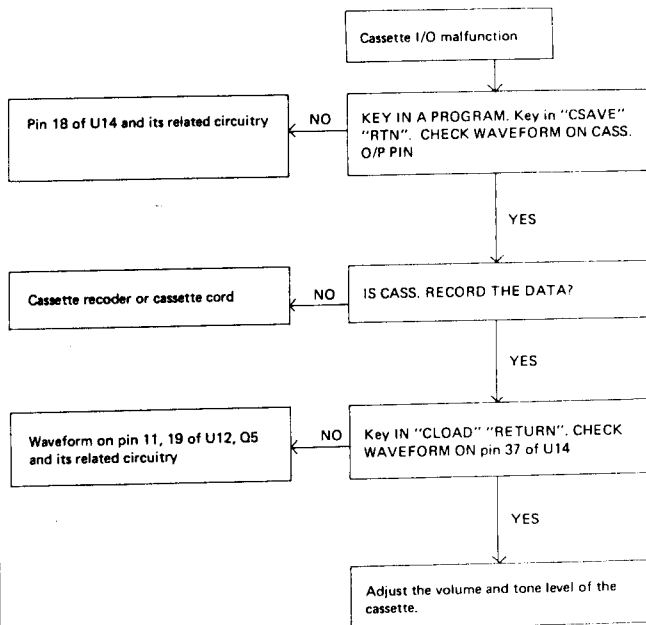 Cassette I/O malfunction
Pin 18 of U14 and its related circuitry
NO
KEY IN A PROGRAM. Key in "CSAVE"
"RTN". CHECK WAVEFORM ON CASS.
O/P PIN
YES
Cassette recoder or cassette cord
NO
IS CASS. RECORD THE DATA?
YES
Waveform on pin 11, 19 of U12, Q5
and its related circuitry
NO
Key IN "CLOAD" "RETURN". CHECK
WAVEFORM ON pin 37 of U14
YES
Adjust the volume and tone level of the
cassette.